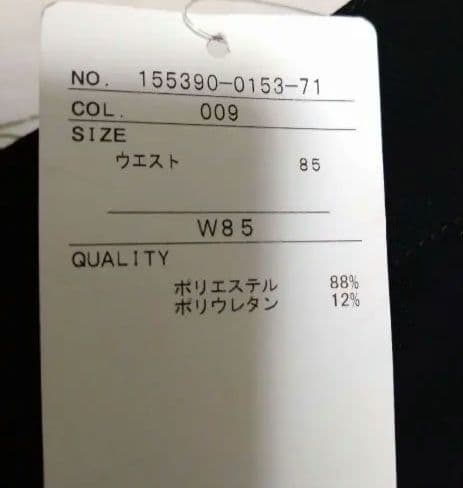 NO. 155390-0153-71
COL. 009
SIZE
ウエスト 85
W85
QUALITY
ポリエステル 88%
ポリウレタン 12%